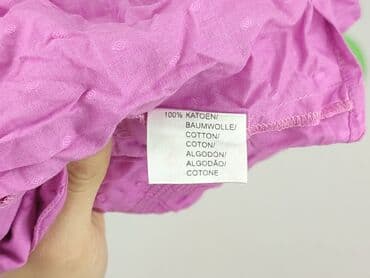 100% KATOEN/
BAUMWOLLE/
COTTON/
COTON/
ALGODÓN/
ALGODÃO/
COTONE